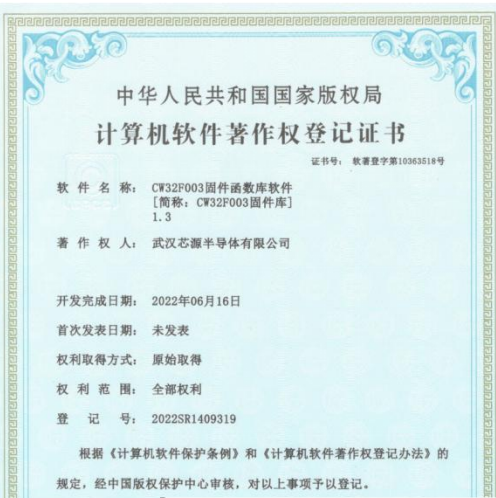 中华人民共和国国家版权局
计算机软件著作权登记证书
证书号： 软著登字第10363518号
软件名称： CW32F003固件函数库软件
[简称：CW32F003固件库]
1.3
著作权人： 武汉芯源半导体有限公司
开发完成日期： 2022年06月16日
首次发表日期： 未发表
权利取得方式： 原始取得
权利范围： 全部权利
登记号： 2022SR1409319
根据《计算机软件保护条例》和《计算机软件著作权登记办法》的
规定，经中国版权保护中心审核，对以上事项予以登记。